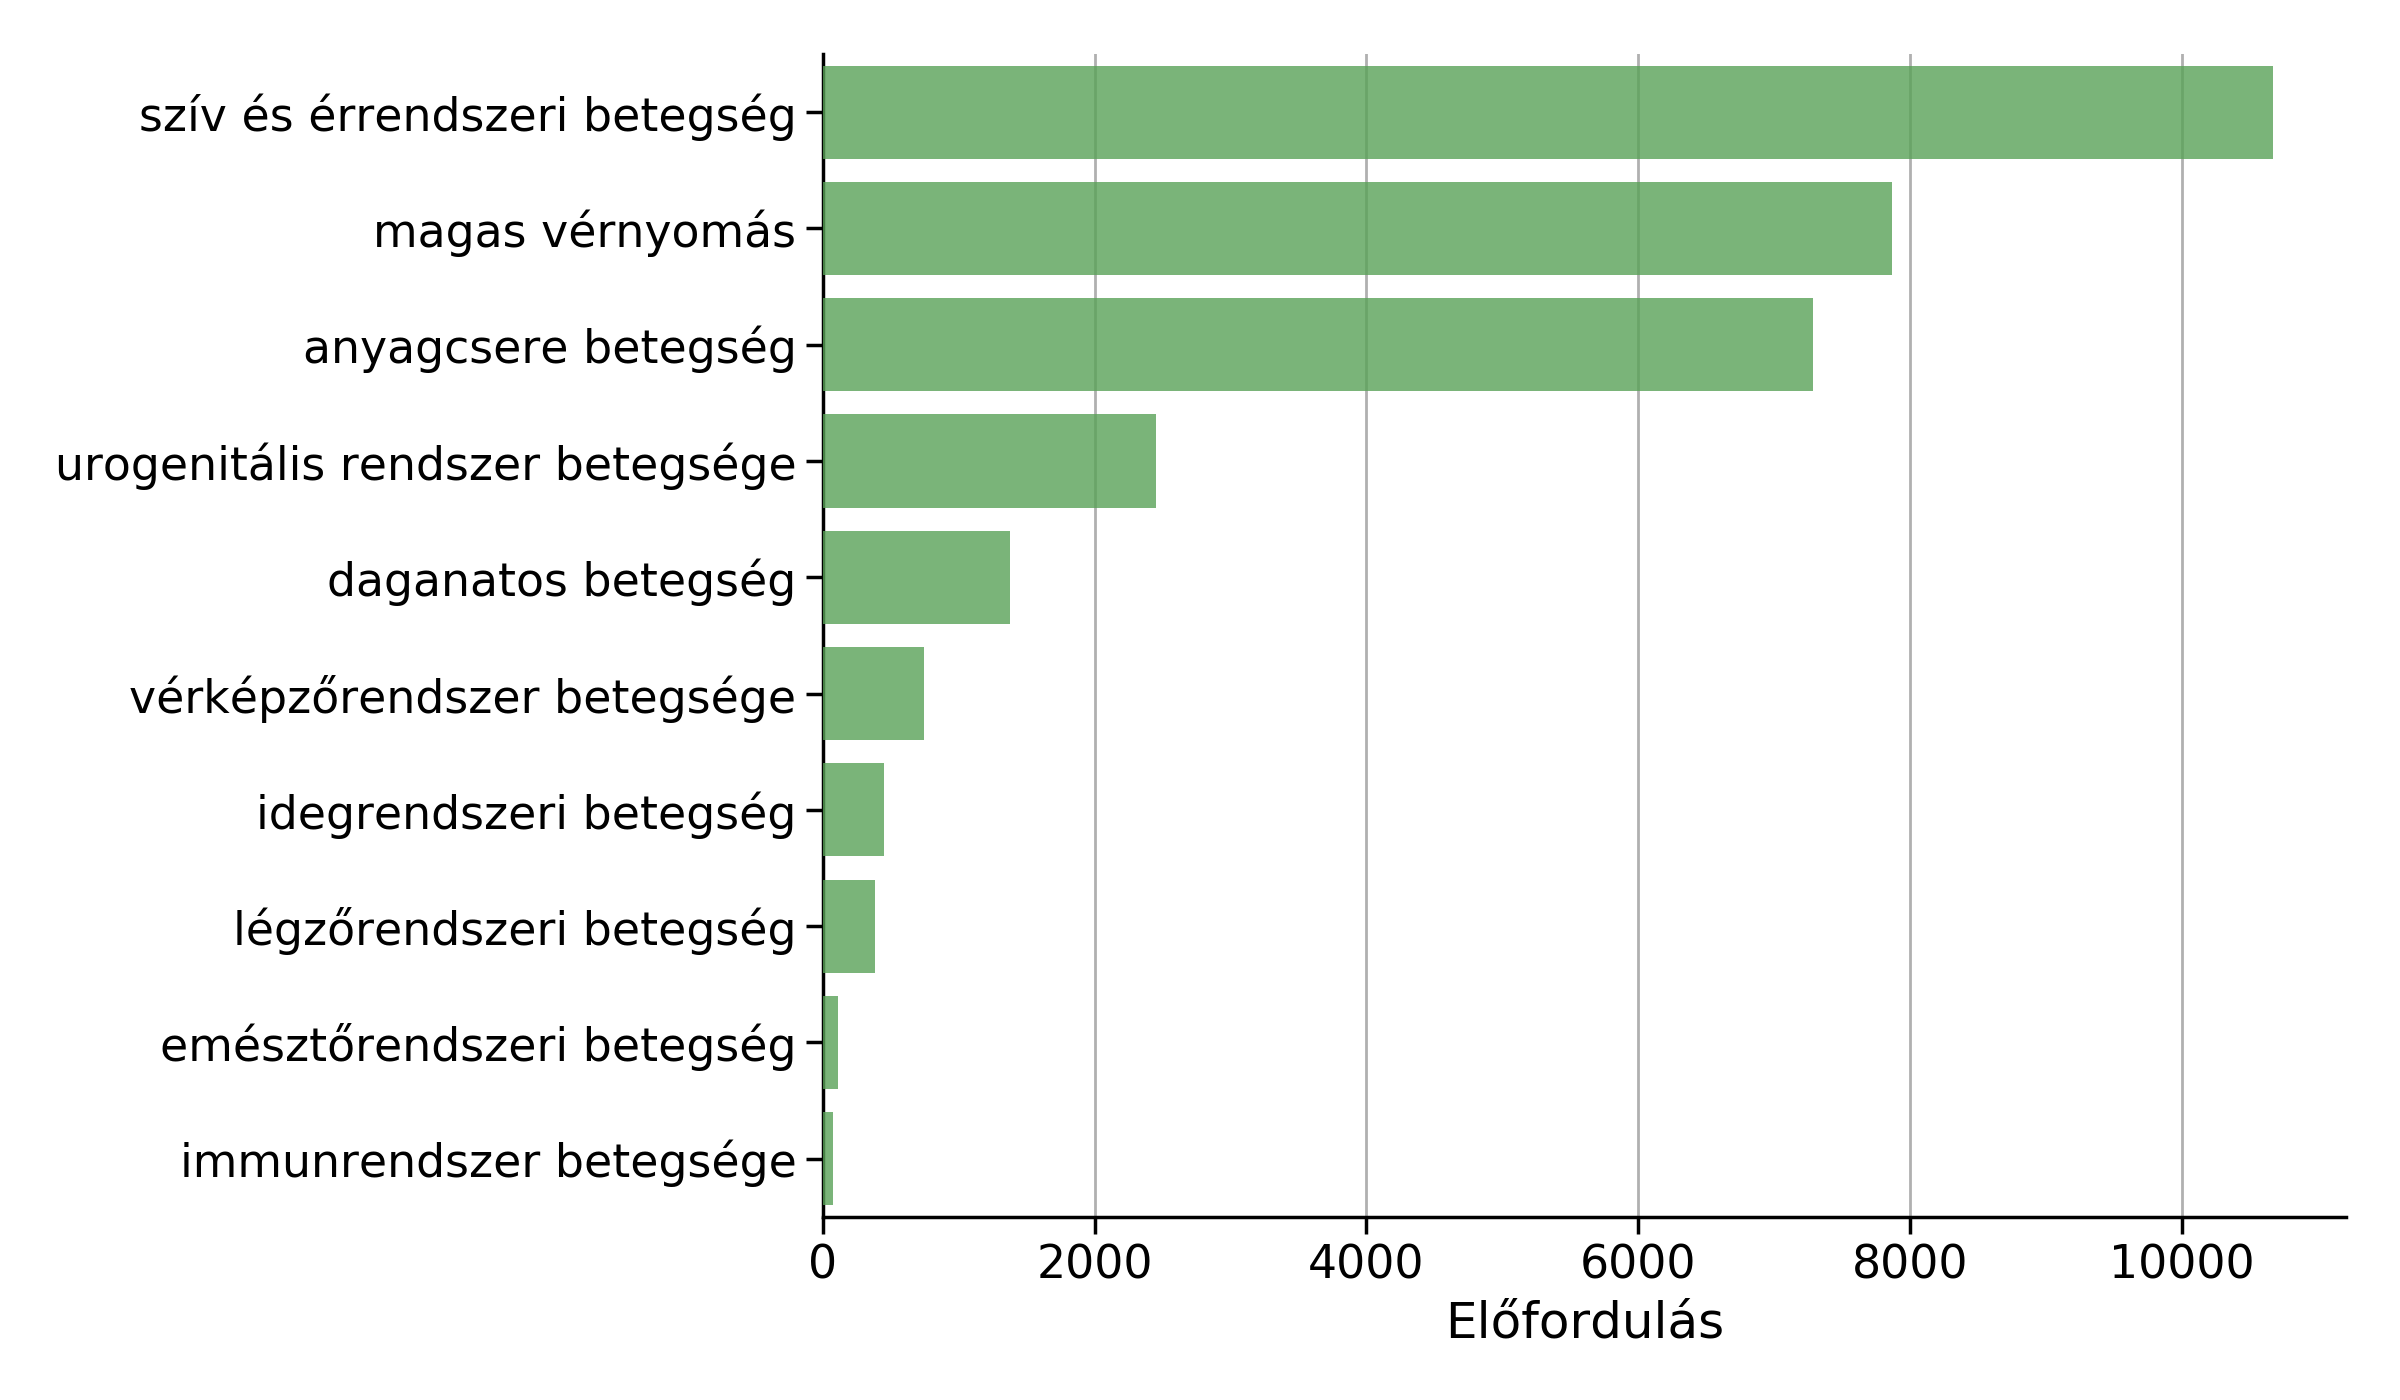 szív és érrendszeri betegség
magas vérnyomás
anyagcsere betegség
urogenitális rendszer betegsége
daganatos betegség
vérképzőrendszer betegsége
idegrendszeri betegség
légzőrendszeri betegség
emésztőrendszeri betegség
immunrendszer betegsége
0 2000 4000 6000 8000 10000
Előfordulás